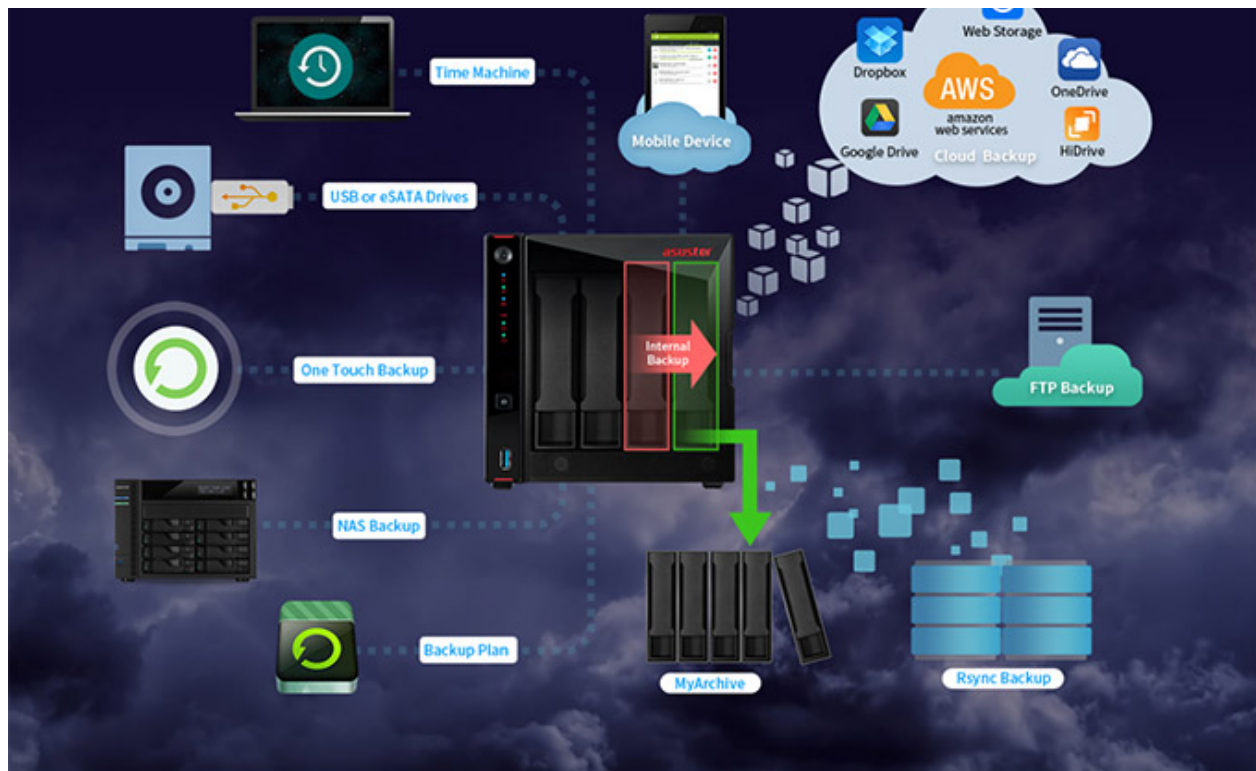 Web Storage
Dropbox
AWS
amazon
web services
OneDrive
Google Drive
Cloud Backup
HiDrive
Time Machine
Mobile Device
USB or eSATA Drives
asustor
Internal
Backup
One Touch Backup
FTP Backup
NAS Backup
Backup Plan
MyArchive
Rsync Backup